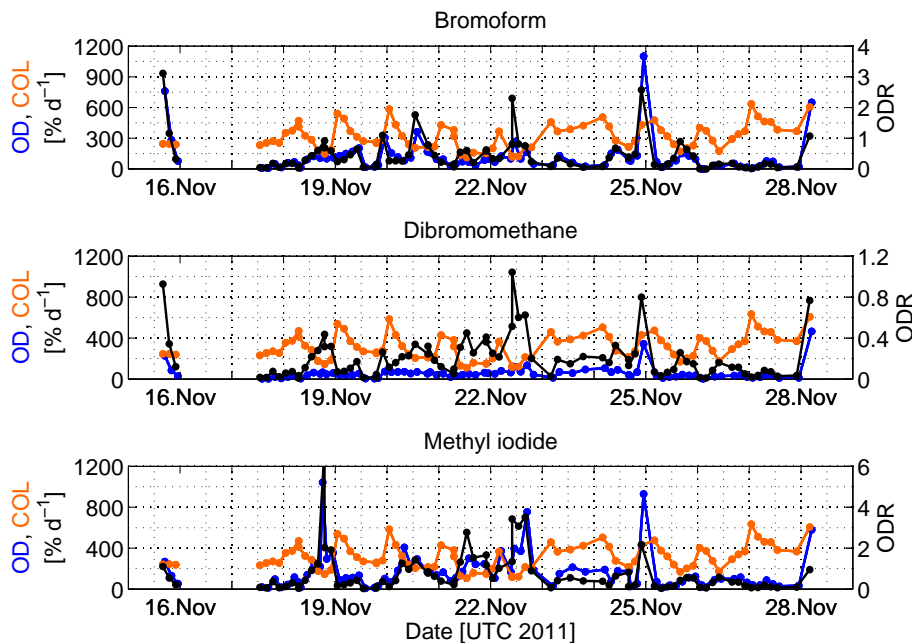 Bromoform
OD, COL
[% d⁻¹]
1200
900
600
300
0
4
3
2
1
0
ODR
16.Nov 19.Nov 22.Nov 25.Nov 28.Nov
Dibromomethane
OD, COL
[% d⁻¹]
1200
800
400
0
1.2
0.8
0.4
0
ODR
16.Nov 19.Nov 22.Nov 25.Nov 28.Nov
Methyl iodide
OD, COL
[% d⁻¹]
1200
800
400
0
6
4
2
0
ODR
16.Nov 19.Nov 22.Nov 25.Nov 28.Nov
Date [UTC 2011]